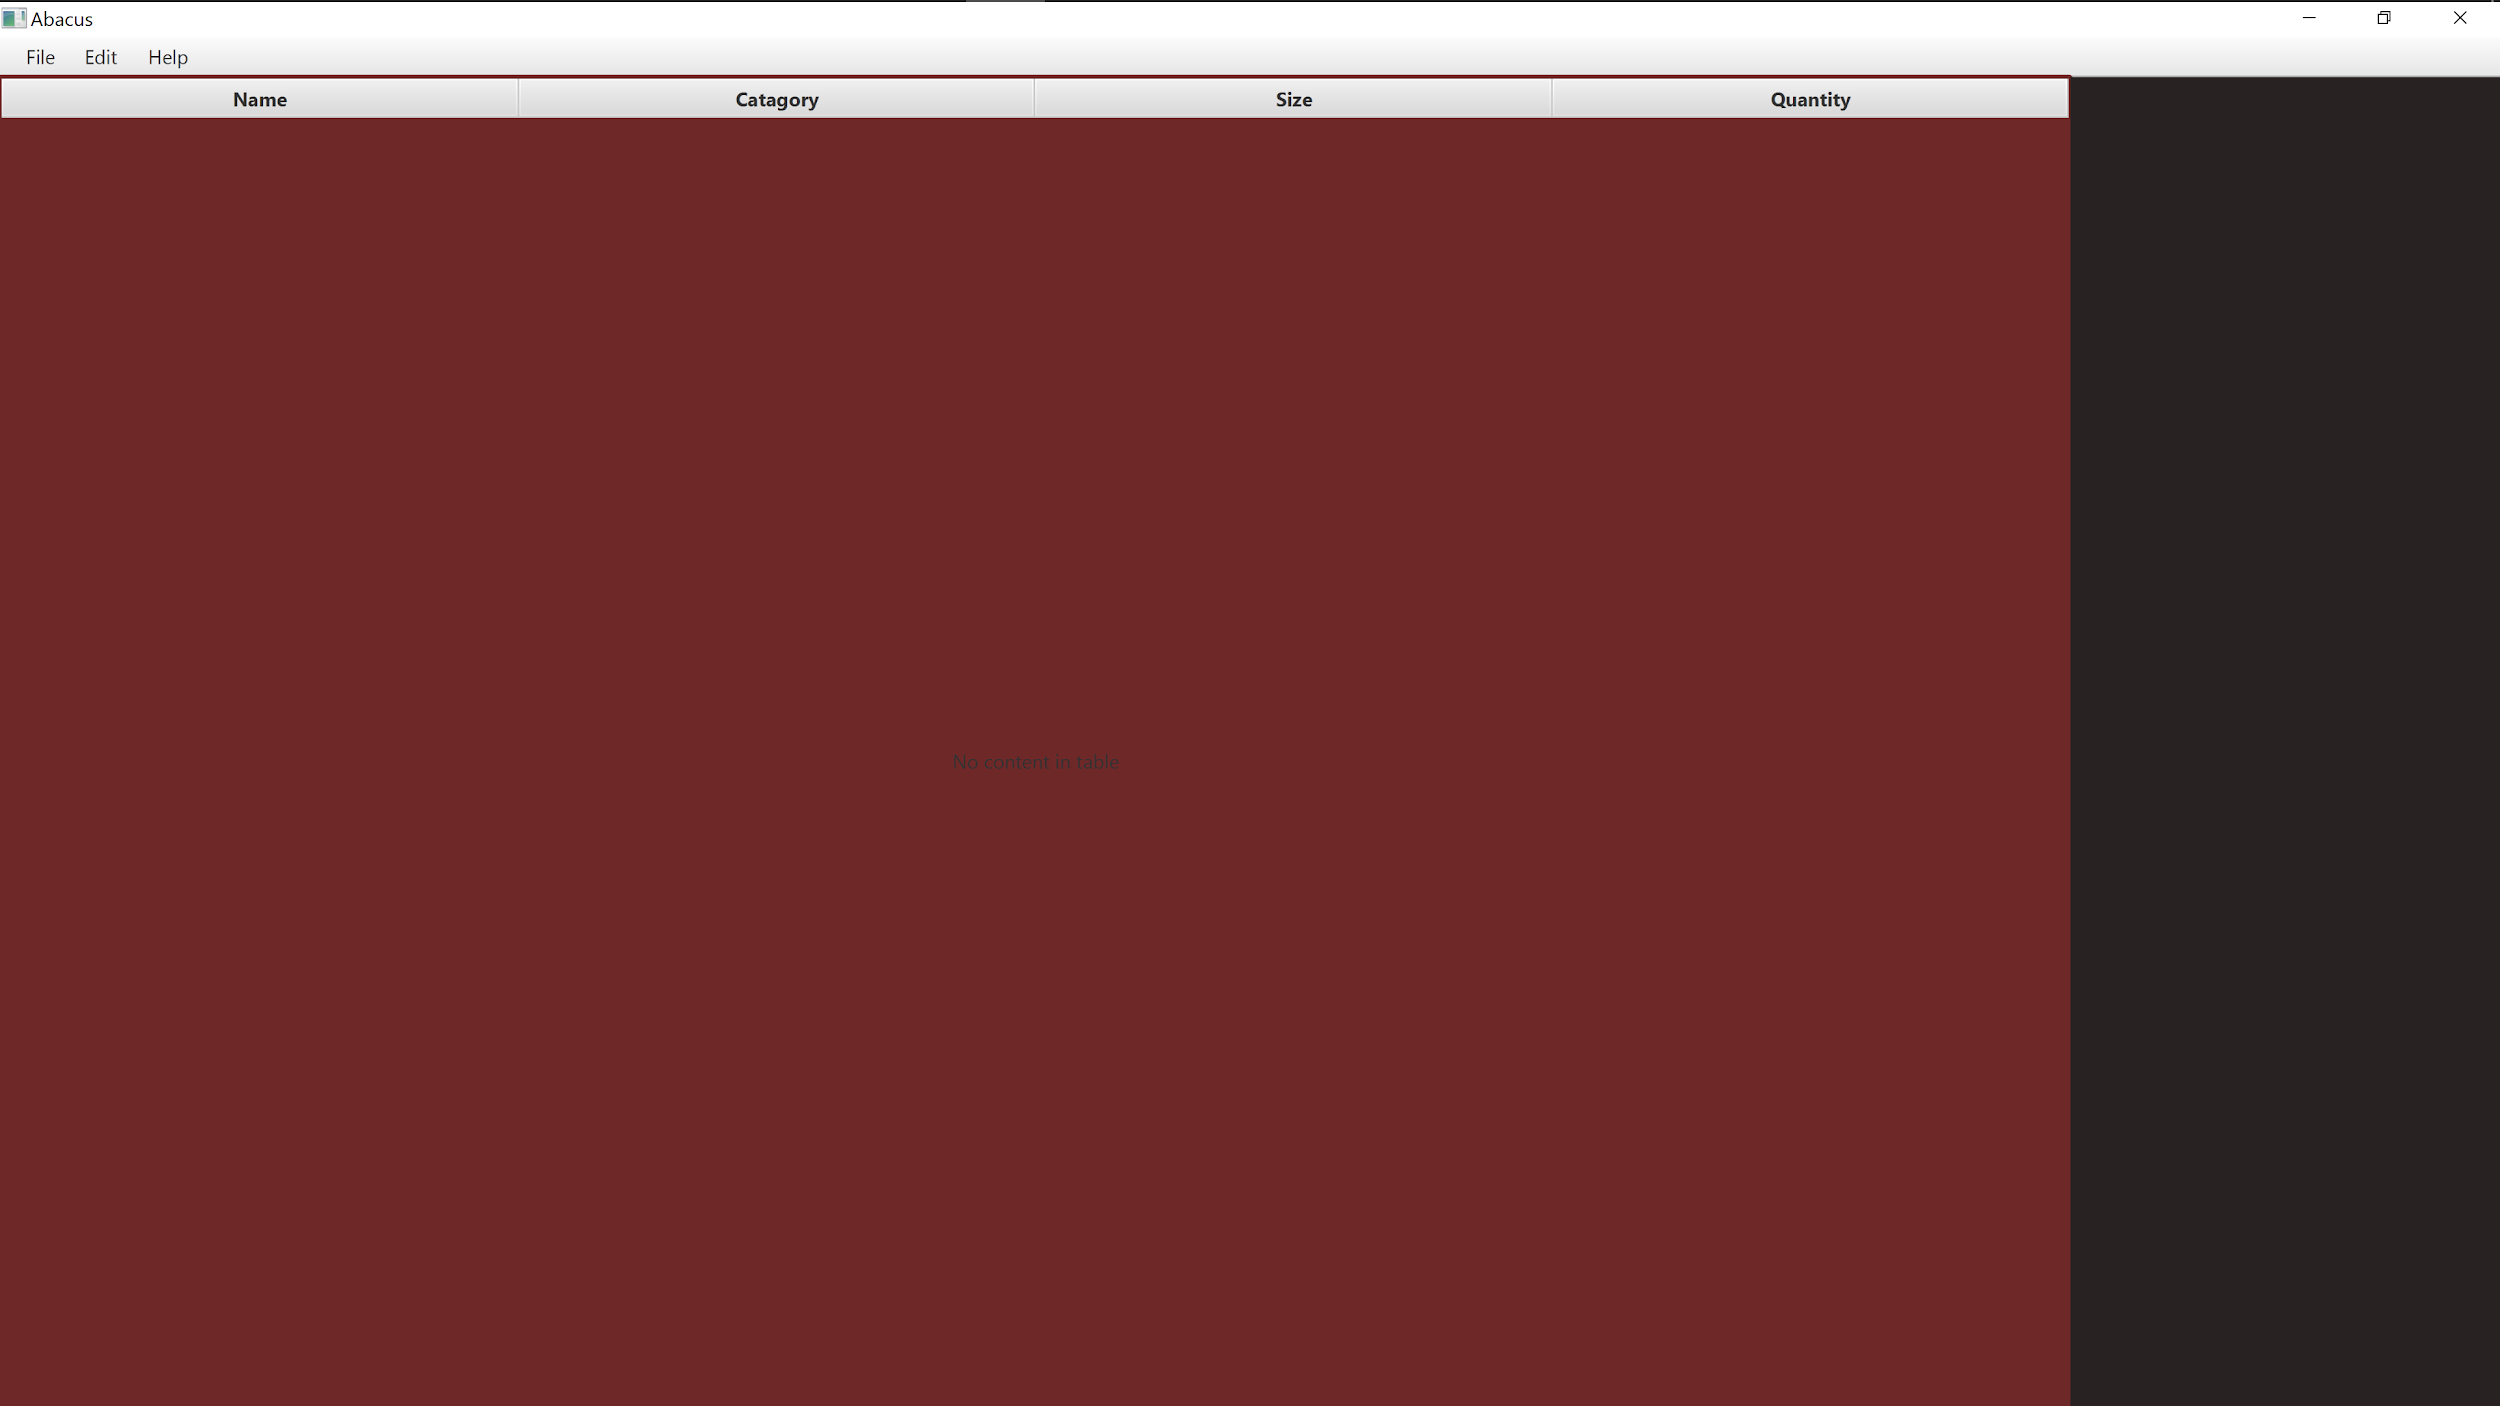 Abacus
File Edit Help
Name Catagory Size Quantity
No content in table